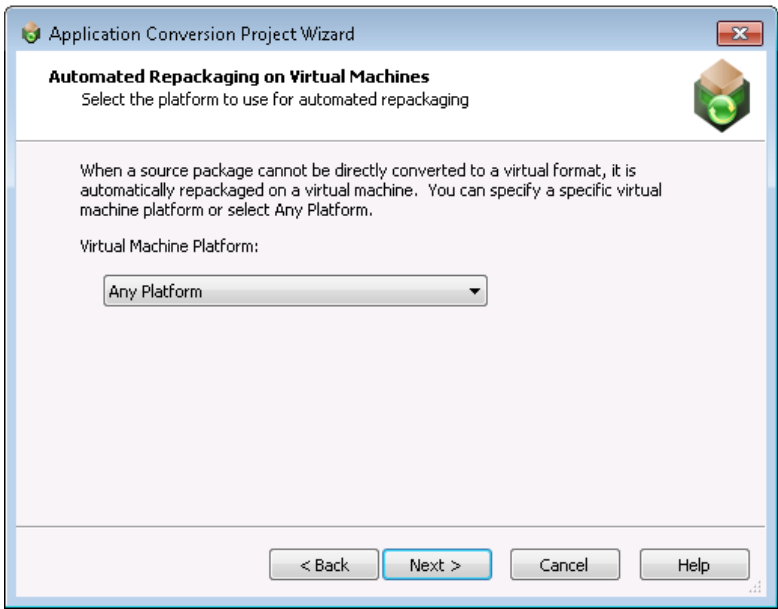 Application Conversion Project Wizard
Automated Repackaging on Virtual Machines
Select the platform to use for automated repackaging
When a source package cannot be directly converted to a virtual format, it is
automatically repackaged on a virtual machine.  You can specify a specific virtual
machine platform or select Any Platform.
Virtual Machine Platform:
Any Platform
< Back
Next >
Cancel
Help